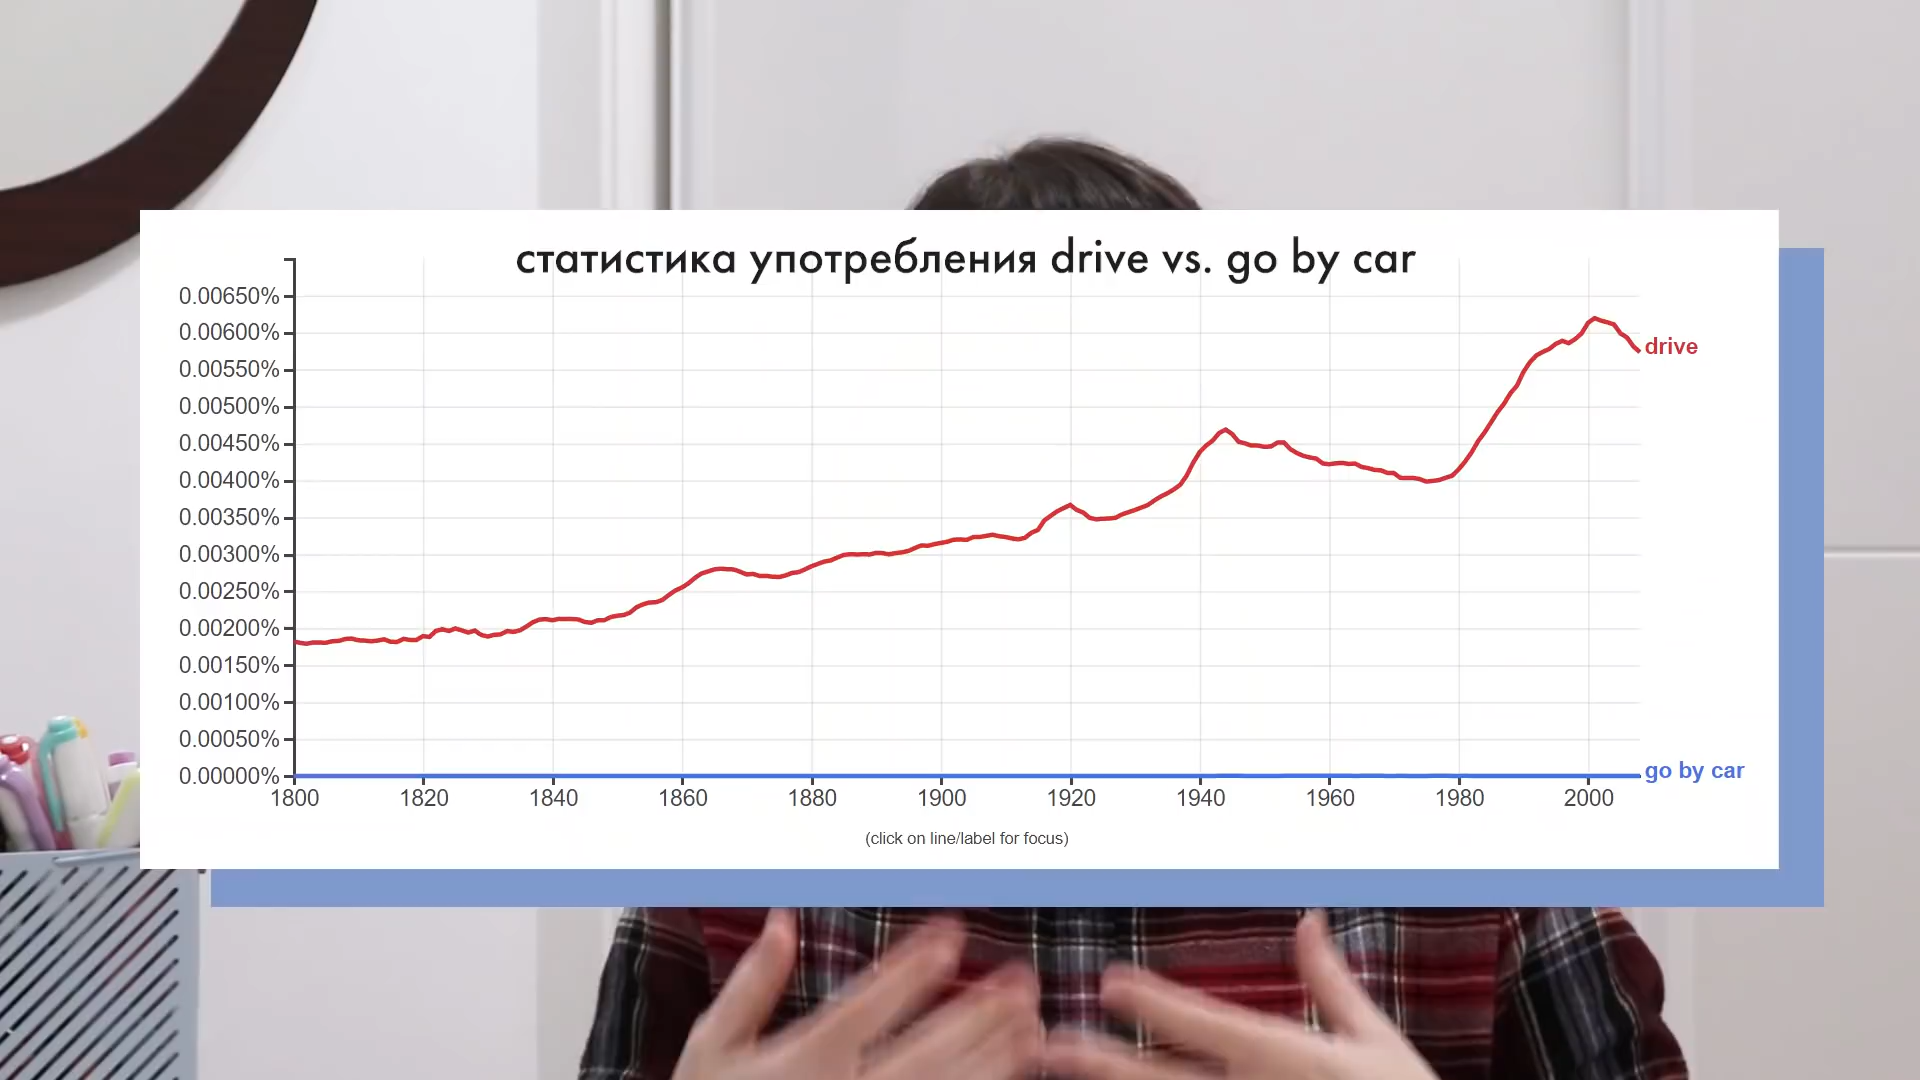 статистика употребления drive vs. go by car
0.00650%
0.00600%
0.00550%
0.00500%
0.00450%
0.00400%
0.00350%
0.00300%
0.00250%
0.00200%
0.00150%
0.00100%
0.00050%
0.00000%
drive
go by car
1800 1820 1840 1860 1880 1900 1920 1940 1960 1980 2000
(click on line/label for focus)